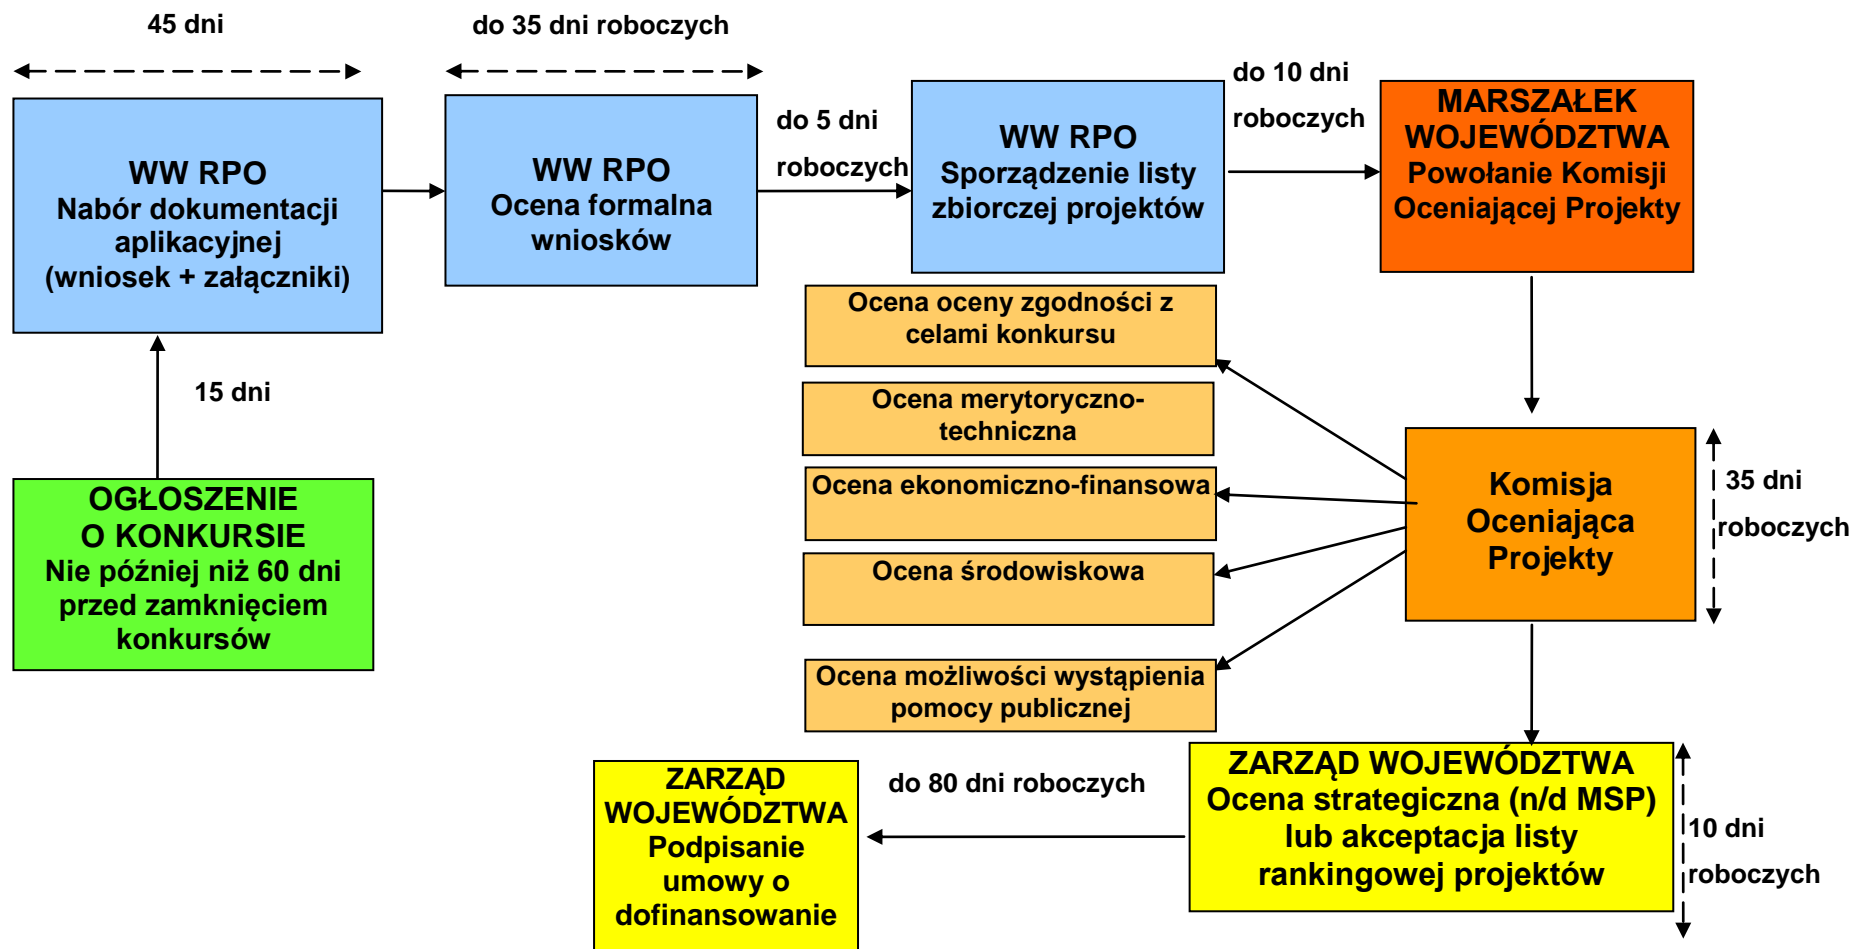 45 dni
do 35 dni roboczych
WW RPO
Nabór dokumentacji
aplikacyjnej
(wniosek + załączniki)
WW RPO
Ocena formalna
wniosków
do 5 dni
roboczych
WW RPO
Sporządzenie listy
zbiorczej projektów
do 10 dni
roboczych
MARSZAŁEK
WOJEWÓDZTWA
Powołanie Komisji
Oceniającej Projekty
15 dni
OGŁOSZENIE
O KONKURSIE
Nie później niż 60 dni
przed zamknięciem
konkursów
Ocena oceny zgodności z
celami konkursu
Ocena merytoryczno-
techniczna
Ocena ekonomiczno-finansowa
Ocena środowiskowa
Ocena możliwości wystąpienia
pomocy publicznej
Komisja
Oceniająca
Projekty
35 dni
roboczych
ZARZĄD WOJEWÓDZTWA
Ocena strategiczna (n/d MSP)
lub akceptacja listy
rankingowej projektów
10 dni
roboczych
do 80 dni roboczych
ZARZĄD
WOJEWÓDZTWA
Podpisanie
umowy o
dofinansowanie